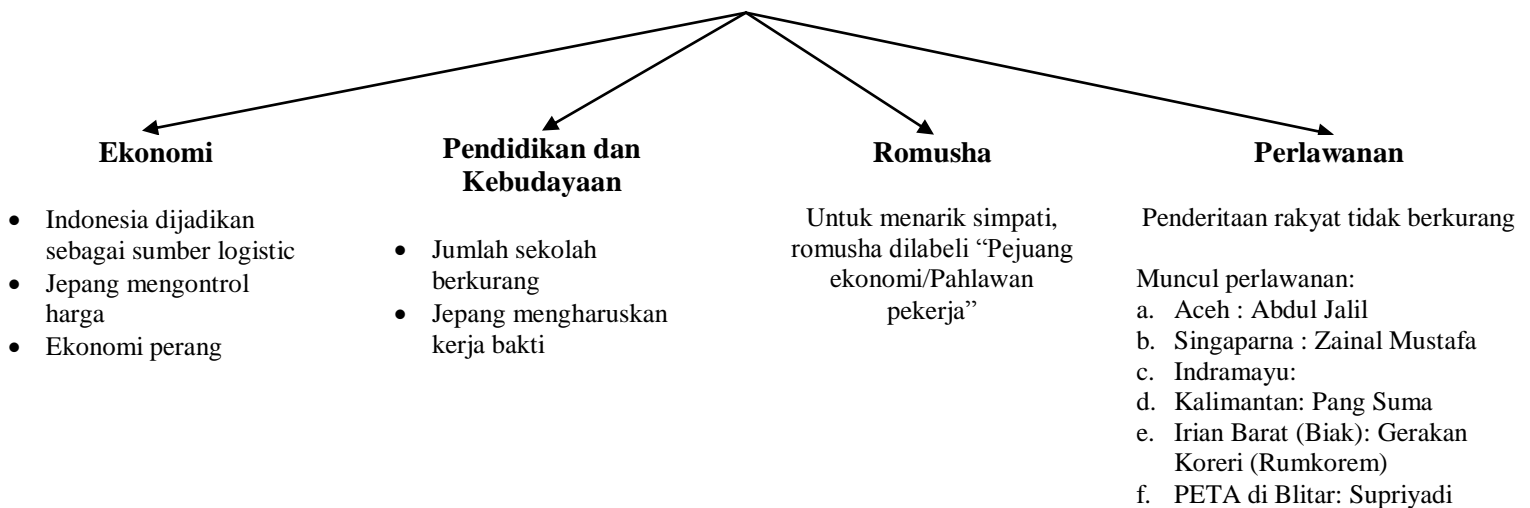 Ekonomi
• Indonesia dijadikan
sebagai sumber logistic
• Jepang mengontrol
harga
• Ekonomi perang
Pendidikan dan
Kebudayaan
• Jumlah sekolah
berkurang
• Jepang mengharuskan
kerja bakti
Romusha
Untuk menarik simpati,
romusha dilabeli “Pejuang
ekonomi/Pahlawan
pekerja”
Perlawanan
Penderitaan rakyat tidak berkurang
Muncul perlawanan:
a. Aceh : Abdul Jalil
b. Singaparna : Zainal Mustafa
c. Indramayu:
d. Kalimantan: Pang Suma
e. Irian Barat (Biak): Gerakan
Koreri (Rumkorem)
f. PETA di Blitar: Supriyadi